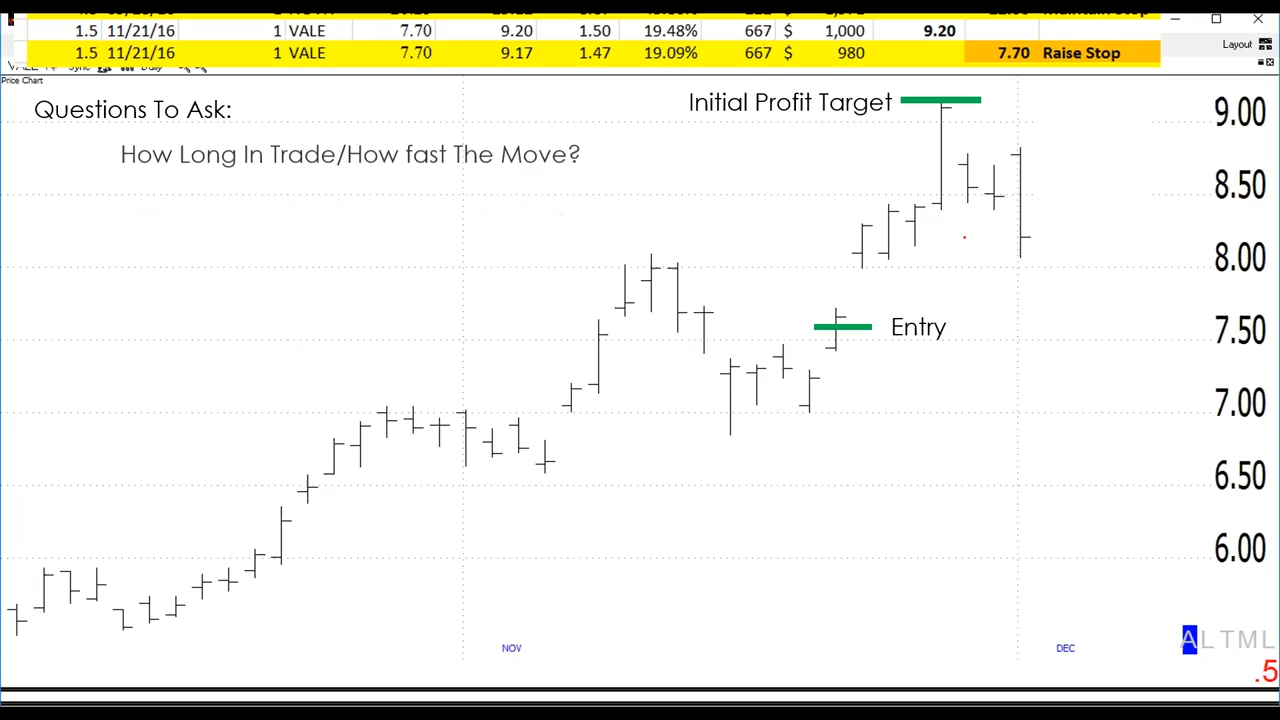 1.5 11/21/16 1 VALE 7.70 9.20 1.50 19.48% 667 $ 1,000 9.20
1.5 11/21/16 1 VALE 7.70 9.17 1.47 19.09% 667 $ 980 7.70 Raise Stop
Layout
Price Chart
Questions To Ask:
How Long In Trade/How fast The Move?
Initial Profit Target
Entry
9.00
8.50
8.00
7.50
7.00
6.50
6.00
NOV
DEC
ALTML
.5